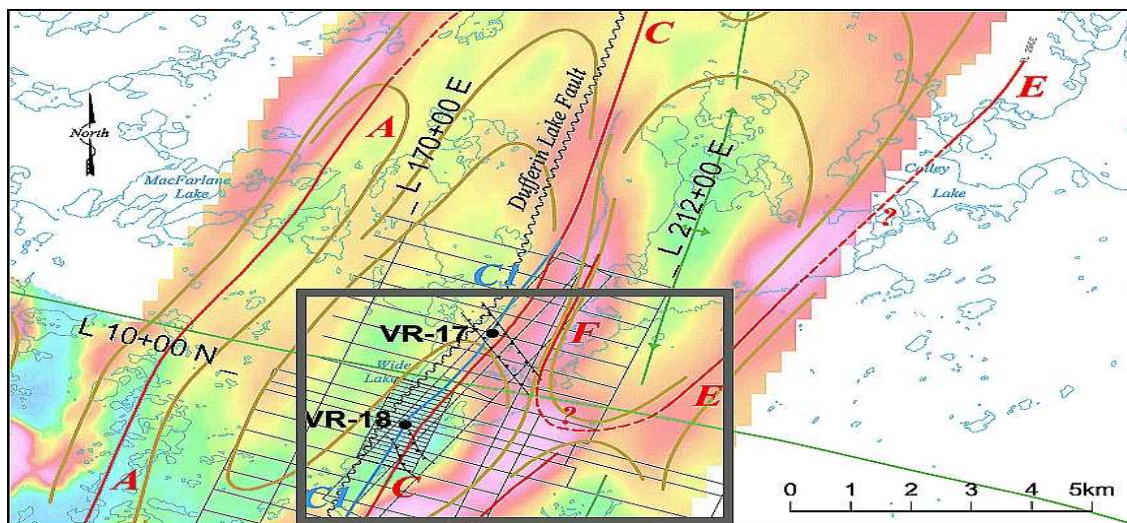 C
E
North
A
L 170+00 E
Dufferin Lake Fault
MacFarlane
Lake
L 212+00 E
Cutley
Lake
?
C1
L 10+00 N
VR-17
F
Wide
Lake
E
VR-18
?
A
C1
C
0 1 2 3 4 5km